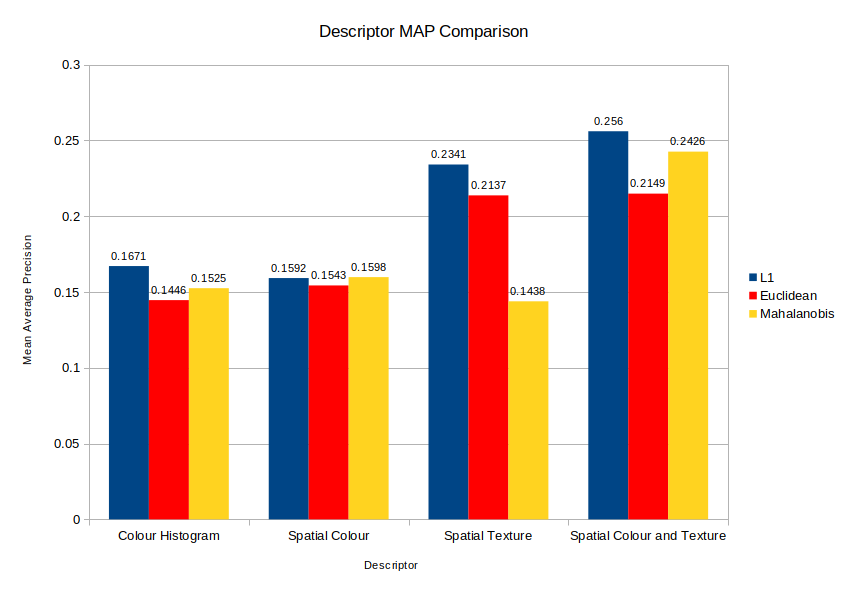 Descriptor MAP Comparison
0.3
0.25
0.2
0.15
0.1
0.05
0
Mean Average Precision
0.1671
0.1446
0.1525
0.1592
0.1543
0.1598
0.2341
0.2137
0.1438
0.256
0.2149
0.2426
Colour Histogram
Spatial Colour
Spatial Texture
Spatial Colour and Texture
Descriptor
L1
Euclidean
Mahalanobis